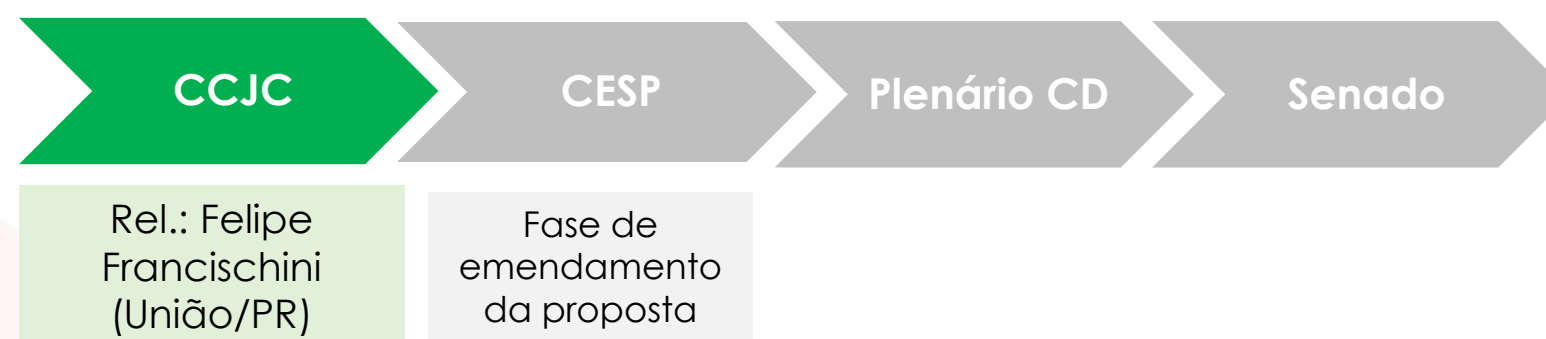 CCJC
CESP
Plenário CD
Senado
Rel.: Felipe
Francischini
(União/PR)
Fase de
emendamento
da proposta